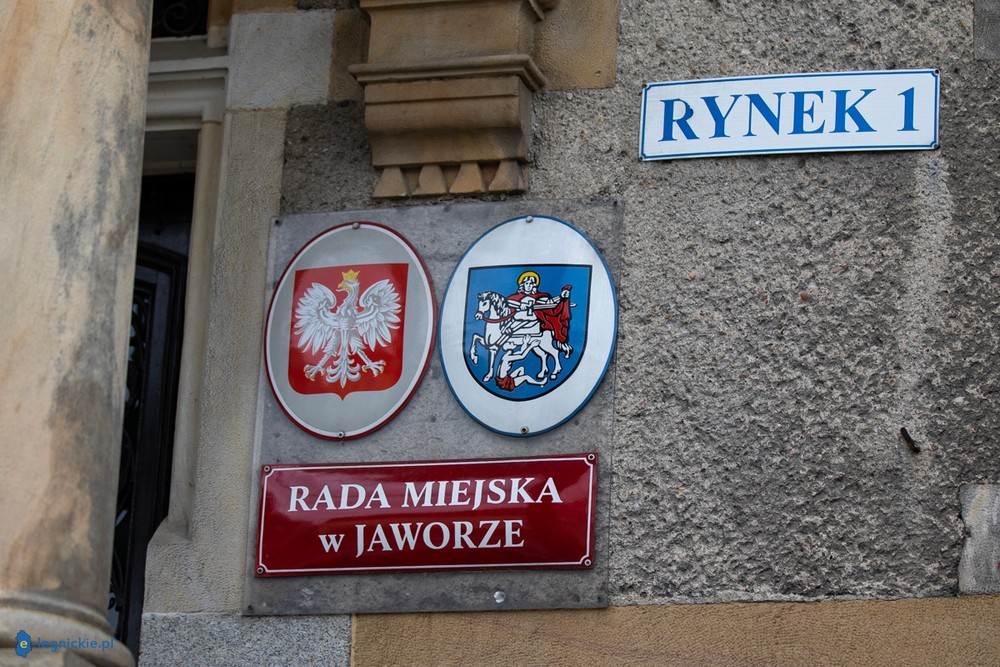 RYNEK 1
RADA MIEJSKA
w JAWORZE
e-legnickie.pl